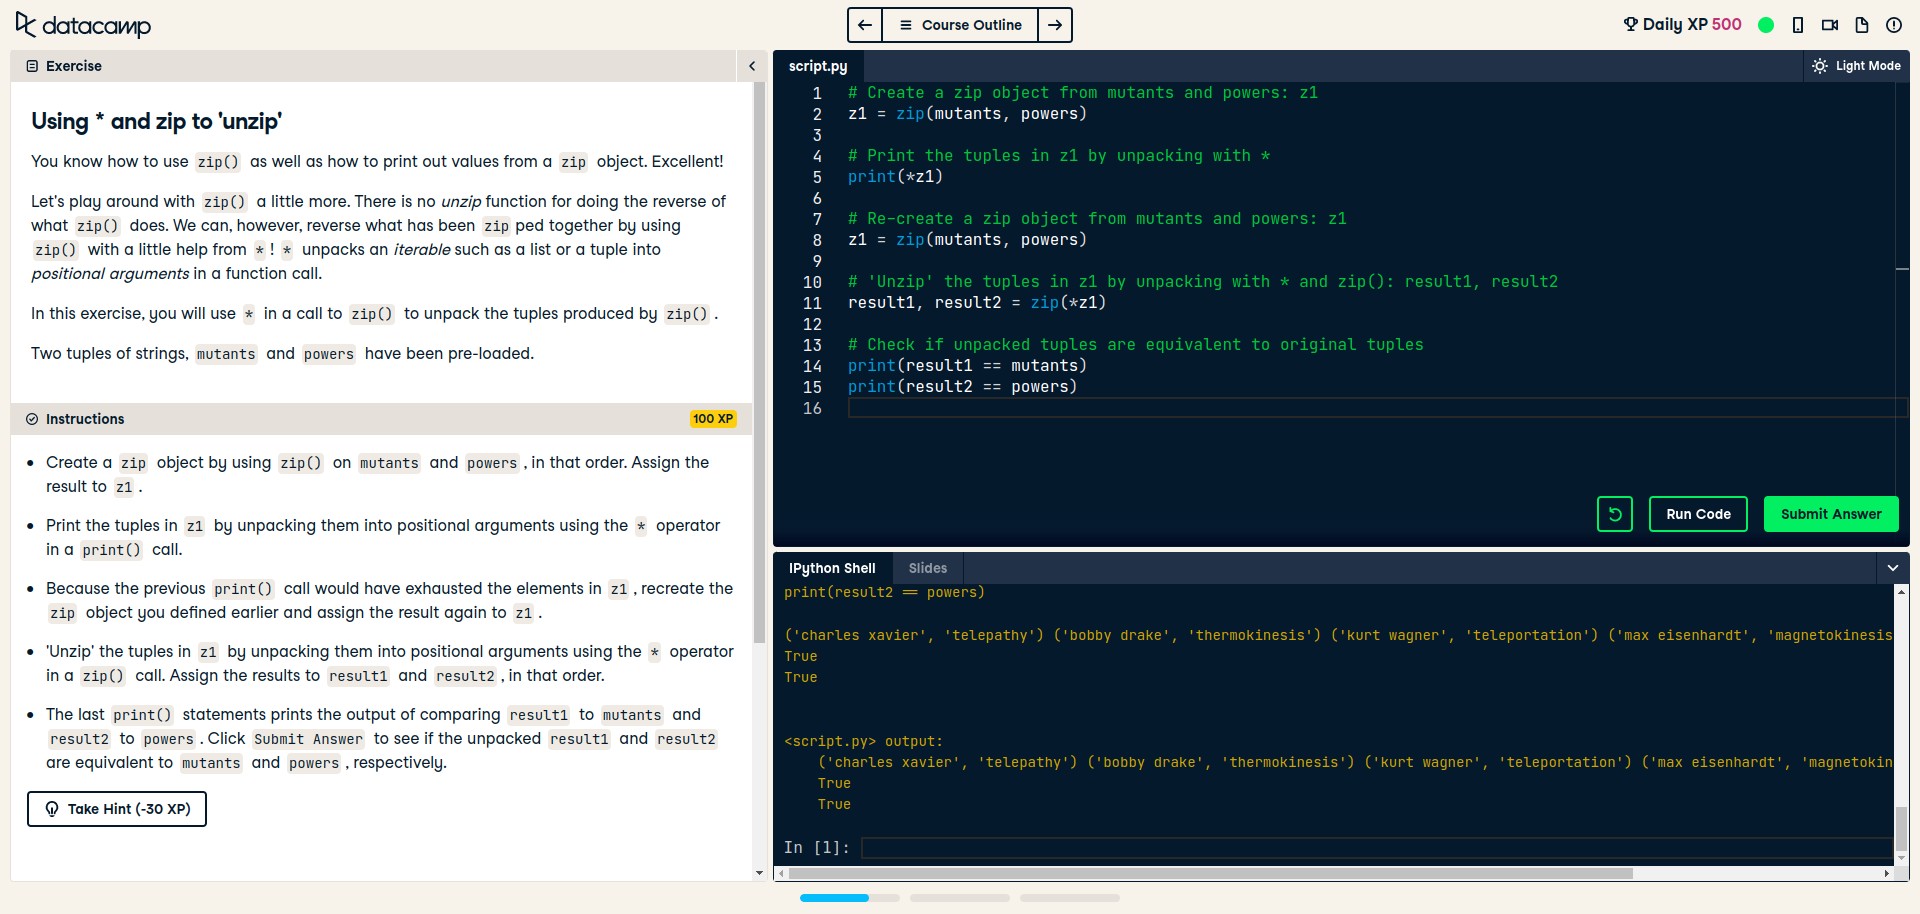 datacamp
Course Outline
Daily XP 500
Exercise
Using * and zip to 'unzip'
You know how to use zip() as well as how to print out values from a zip object. Excellent!
Let's play around with zip() a little more. There is no unzip function for doing the reverse of
what zip() does. We can, however, reverse what has been zip ped together by using
zip() with a little help from * ! * unpacks an iterable such as a list or a tuple into
positional arguments in a function call.
In this exercise, you will use * in a call to zip() to unpack the tuples produced by zip() .
Two tuples of strings, mutants and powers have been pre-loaded.
Instructions
100 XP
• Create a zip object by using zip() on mutants and powers , in that order. Assign the
result to z1 .
• Print the tuples in z1 by unpacking them into positional arguments using the * operator
in a print() call.
• Because the previous print() call would have exhausted the elements in z1 , recreate the
zip object you defined earlier and assign the result again to z1 .
• 'Unzip' the tuples in z1 by unpacking them into positional arguments using the * operator
in a zip() call. Assign the results to result1 and result2 , in that order.
• The last print() statements prints the output of comparing result1 to mutants and
result2 to powers . Click Submit Answer to see if the unpacked result1 and result2
are equivalent to mutants and powers , respectively.
Take Hint (-30 XP)
script.py
Light Mode
1 # Create a zip object from mutants and powers: z1
2 z1 = zip(mutants, powers)
3
4 # Print the tuples in z1 by unpacking with *
5 print(*z1)
6
7 # Re-create a zip object from mutants and powers: z1
8 z1 = zip(mutants, powers)
9
10 # 'Unzip' the tuples in z1 by unpacking with * and zip(): result1, result2
11 result1, result2 = zip(*z1)
12
13 # Check if unpacked tuples are equivalent to original tuples
14 print(result1 == mutants)
15 print(result2 == powers)
16
Run Code
Submit Answer
IPython Shell
Slides
print(result2 == powers)
('charles xavier', 'telepathy') ('bobby drake', 'thermokinesis') ('kurt wagner', 'teleportation') ('max eisenhardt', 'magnetokinesis
True
True
<script.py> output:
('charles xavier', 'telepathy') ('bobby drake', 'thermokinesis') ('kurt wagner', 'teleportation') ('max eisenhardt', 'magnetokin
True
True
In [1]: